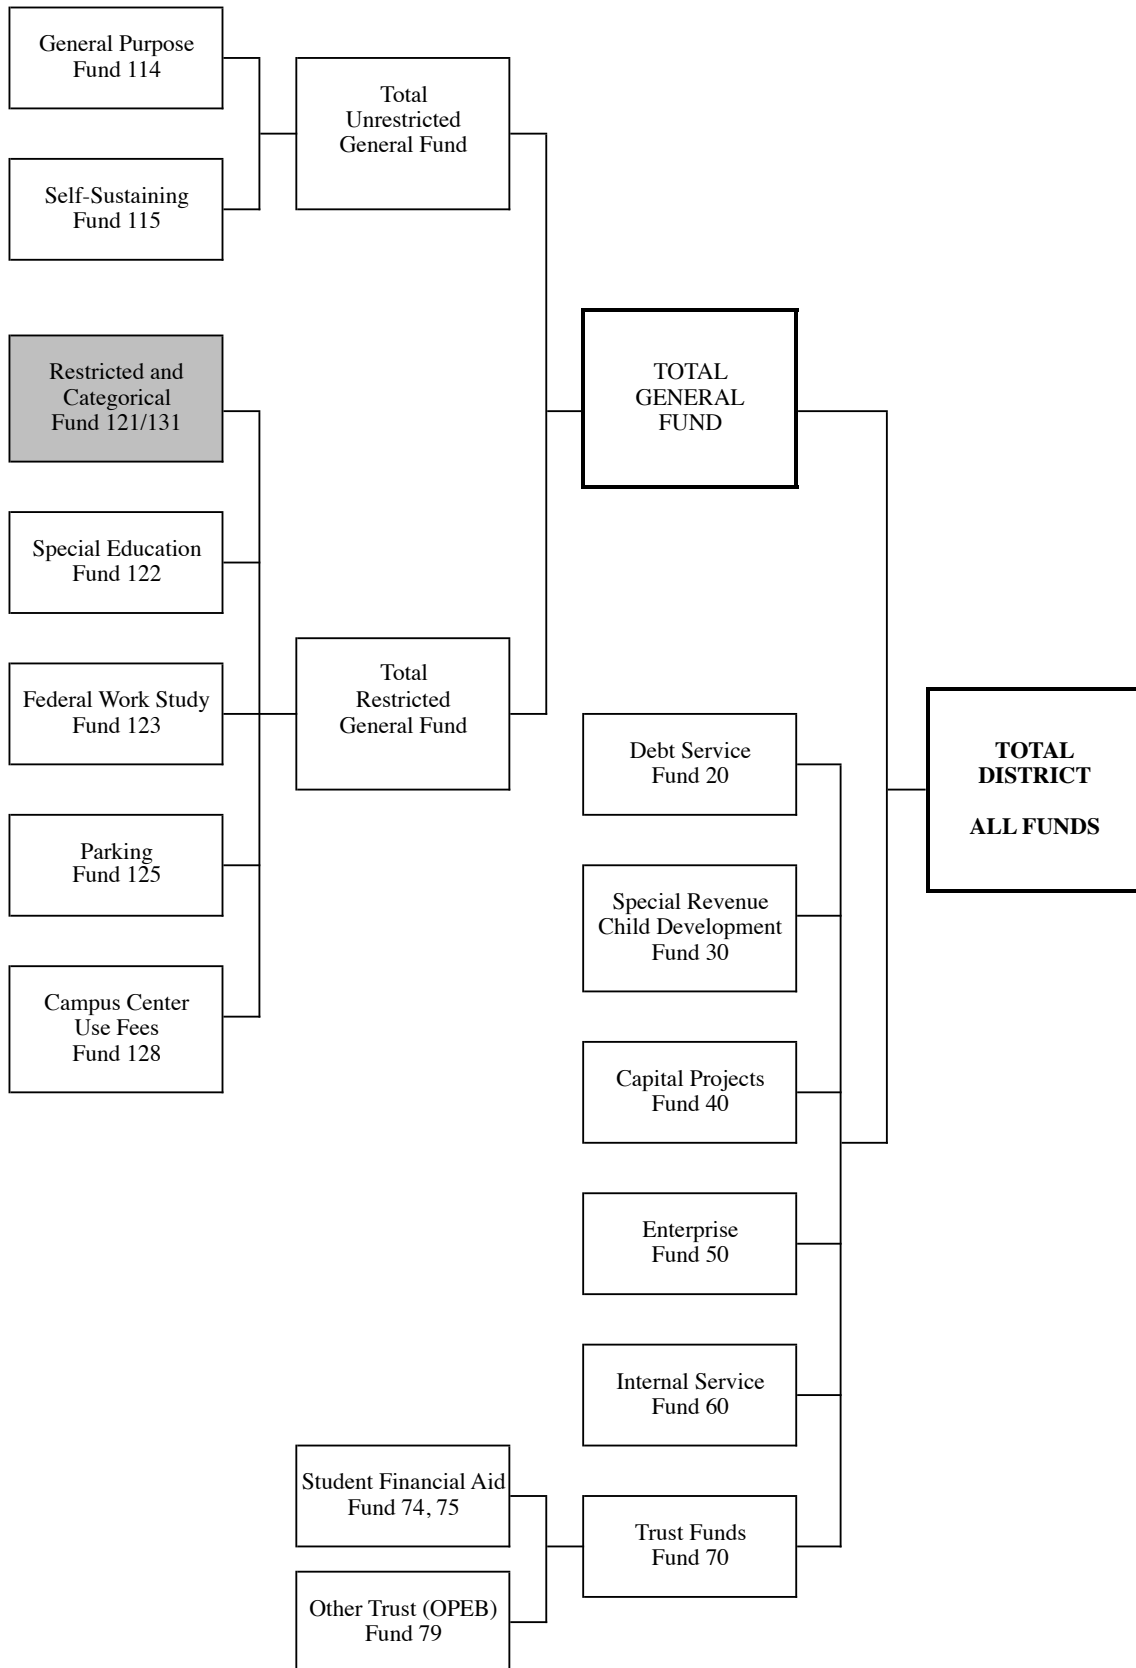 General Purpose
Fund 114
Total
Unrestricted
General Fund
Self-Sustaining
Fund 115
Restricted and
Categorical
Fund 121/131
TOTAL
GENERAL
FUND
Special Education
Fund 122
Federal Work Study
Fund 123
Total
Restricted
General Fund
Parking
Fund 125
Campus Center
Use Fees
Fund 128
Debt Service
Fund 20
TOTAL
DISTRICT
ALL FUNDS
Special Revenue
Child Development
Fund 30
Capital Projects
Fund 40
Enterprise
Fund 50
Internal Service
Fund 60
Student Financial Aid
Fund 74, 75
Trust Funds
Fund 70
Other Trust (OPEB)
Fund 79